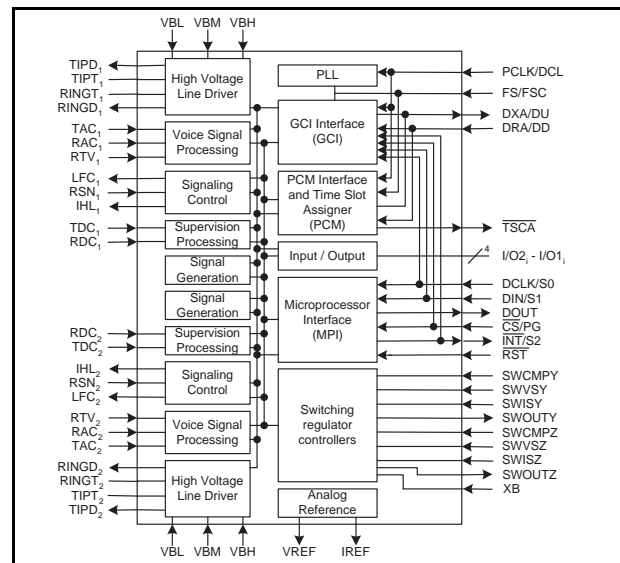 VBL VBM VBH
TIPD1
TIPT1
RINGT1
RINGD1
High Voltage
Line Driver
TAC1
RAC1
RTV1
Voice Signal
Processing
LFC1
RSN1
IHL1
Signaling
Control
TDC1
RDC1
Supervision
Processing
Signal
Generation
Signal
Generation
RDC2
TDC2
Supervision
Processing
IHL2
RSN2
LFC2
Signaling
Control
RTV2
RAC2
TAC2
Voice Signal
Processing
RINGD2
RINGT2
TIPT2
TIPD2
High Voltage
Line Driver
VBL VBM VBH
PLL
GCI Interface
(GCI)
PCM Interface
and Time Slot
Assigner
(PCM)
Input / Output
Microprocessor
Interface
(MPI)
Switching
regulator
controllers
Analog
Reference
VREF IREF
PCLK/DCL
FS/FSC
DXA/DU
DRA/DD
TSCA
4
I/O2i - I/O1i
DCLK/S0
DIN/S1
DOUT
CS/PG
INT/S2
RST
SWCMPY
SWVSY
SWISY
SWOUTY
SWCMPZ
SWVSZ
SWISZ
SWOUTZ
XB